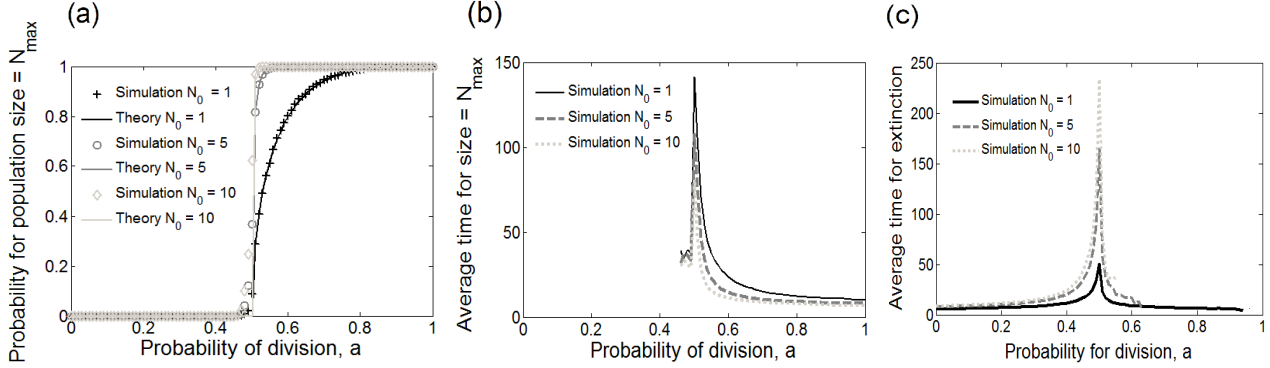 (a)
Probability for population size = N_max
1
0.8
0.6
0.4
0.2
0
0 0.2 0.4 0.6 0.8 1
Simulation N_0 = 1
Theory N_0 = 1
Simulation N_0 = 5
Theory N_0 = 5
Simulation N_0 = 10
Theory N_0 = 10
Probability of division, a
(b)
Average time for size = N_max
150
100
50
0
0 0.2 0.4 0.6 0.8 1
Simulation N_0 = 1
Simulation N_0 = 5
Simulation N_0 = 10
Probability of division, a
(c)
Average time for extinction
250
200
150
100
50
0
0 0.2 0.4 0.6 0.8 1
Simulation N_0 = 1
Simulation N_0 = 5
Simulation N_0 = 10
Probability for division, a